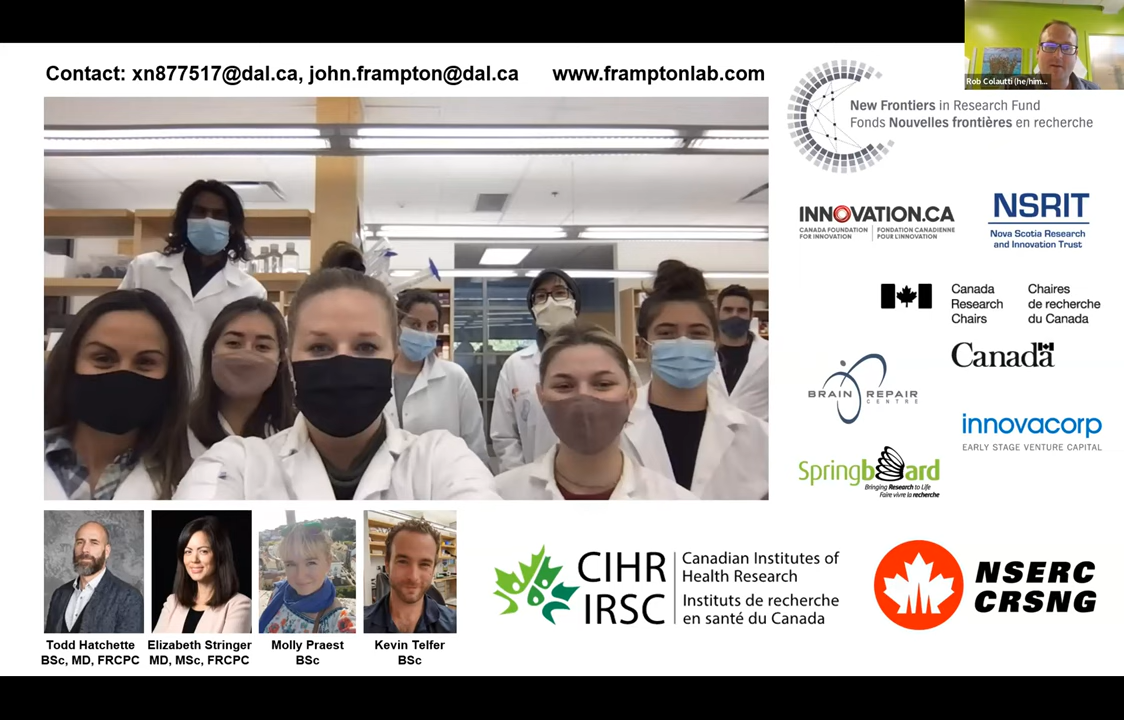 Contact: xn877517@dal.ca, john.frampton@dal.ca www.framptonlab.com
Rob Colautti (he/him...
New Frontiers in Research Fund
Fonds Nouvelles frontières en recherche
INNOVATION.CA
CANADA FOUNDATION
FOR INNOVATION
FONDATION CANADIENNE
POUR L'INNOVATION
NSRIT
Nova Scotia Research
and Innovation Trust
Canada
Research
Chairs
Chaires
de recherche
du Canada
Canada
BRAIN REPAIR
CENTRE
innovacorp
EARLY STAGE VENTURE CAPITAL
Springboard
Bringing Research to Life
Faire vivre la recherche
Todd Hatchette
BSc, MD, FRCPC
Elizabeth Stringer
MD, MSc, FRCPC
Molly Praest
BSc
Kevin Telfer
BSc
CIHR
IRSC
Canadian Institutes of
Health Research
Instituts de recherche
en santé du Canada
NSERC
CRSNG